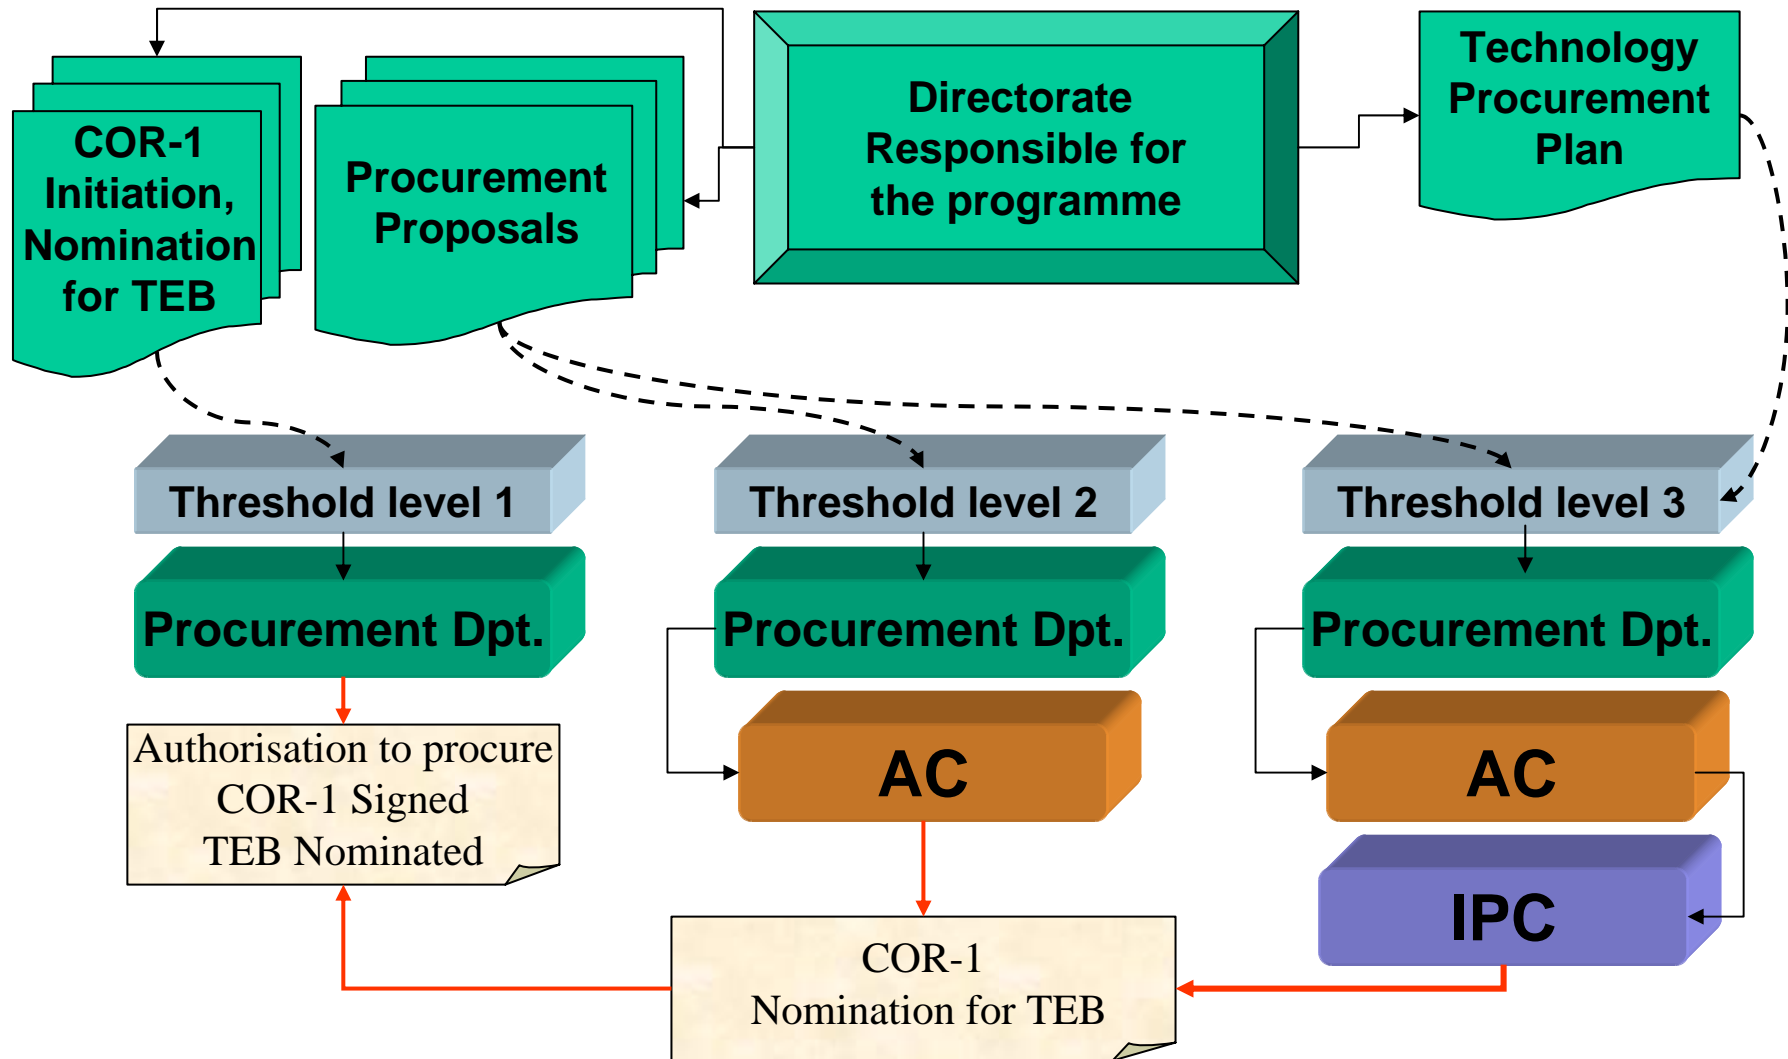 COR-1
Initiation,
Nomination
for TEB
Procurement
Proposals
Directorate
Responsible for
the programme
Technology
Procurement
Plan
Threshold level 1
Threshold level 2
Threshold level 3
Procurement Dpt.
Procurement Dpt.
Procurement Dpt.
Authorisation to procure
COR-1 Signed
TEB Nominated
AC
AC
IPC
COR-1
Nomination for TEB